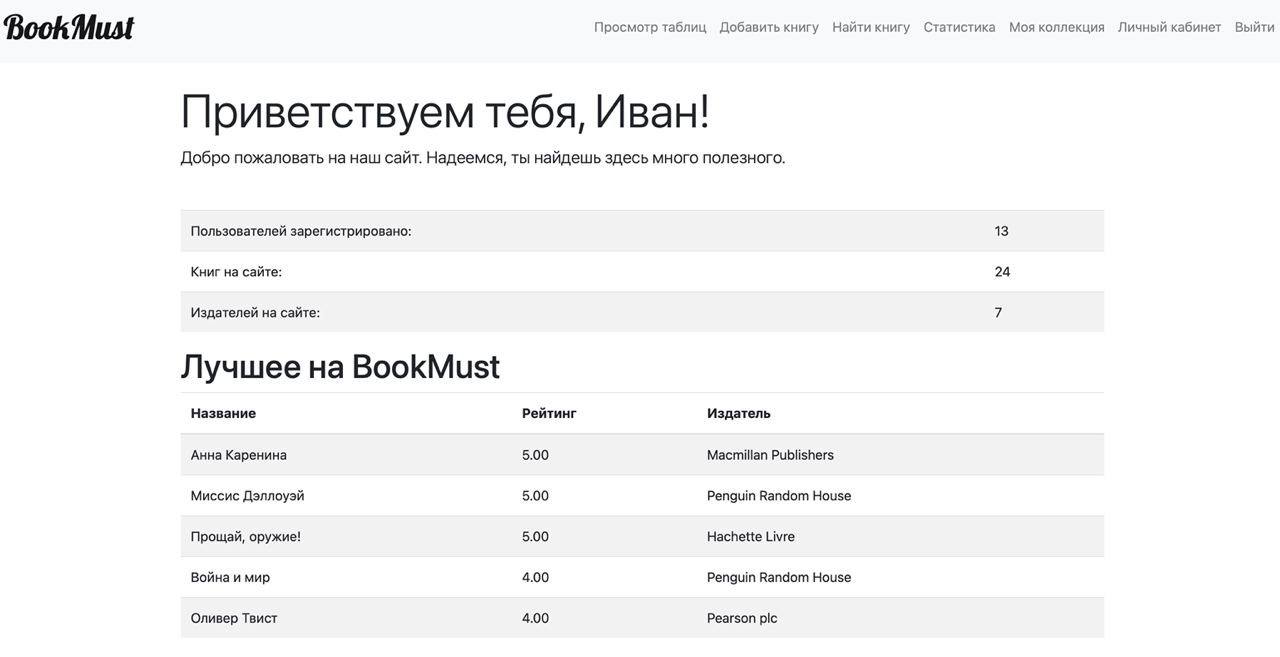 BookMust
Просмотр таблиц Добавить книгу Найти книгу Статистика Моя коллекция Личный кабинет Выйти
Приветствуем тебя, Иван!
Добро пожаловать на наш сайт. Надеемся, ты найдешь здесь много полезного.
Пользователей зарегистрировано: 13
Книг на сайте: 24
Издателей на сайте: 7
Лучшее на BookMust
Название Рейтинг Издатель
Анна Каренина 5.00 Macmillan Publishers
Миссис Дэллоуэй 5.00 Penguin Random House
Прощай, оружие! 5.00 Hachette Livre
Война и мир 4.00 Penguin Random House
Оливер Твист 4.00 Pearson plc